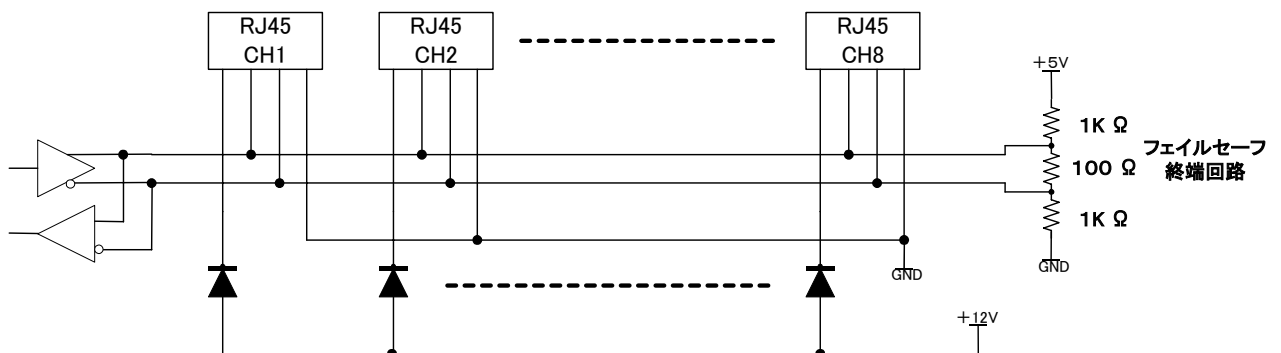 RJ45
CH1
RJ45
CH2
RJ45
CH8
+5V
1K Ω
100 Ω
1K Ω
フェイルセーフ
終端回路
GND
GND
+12V